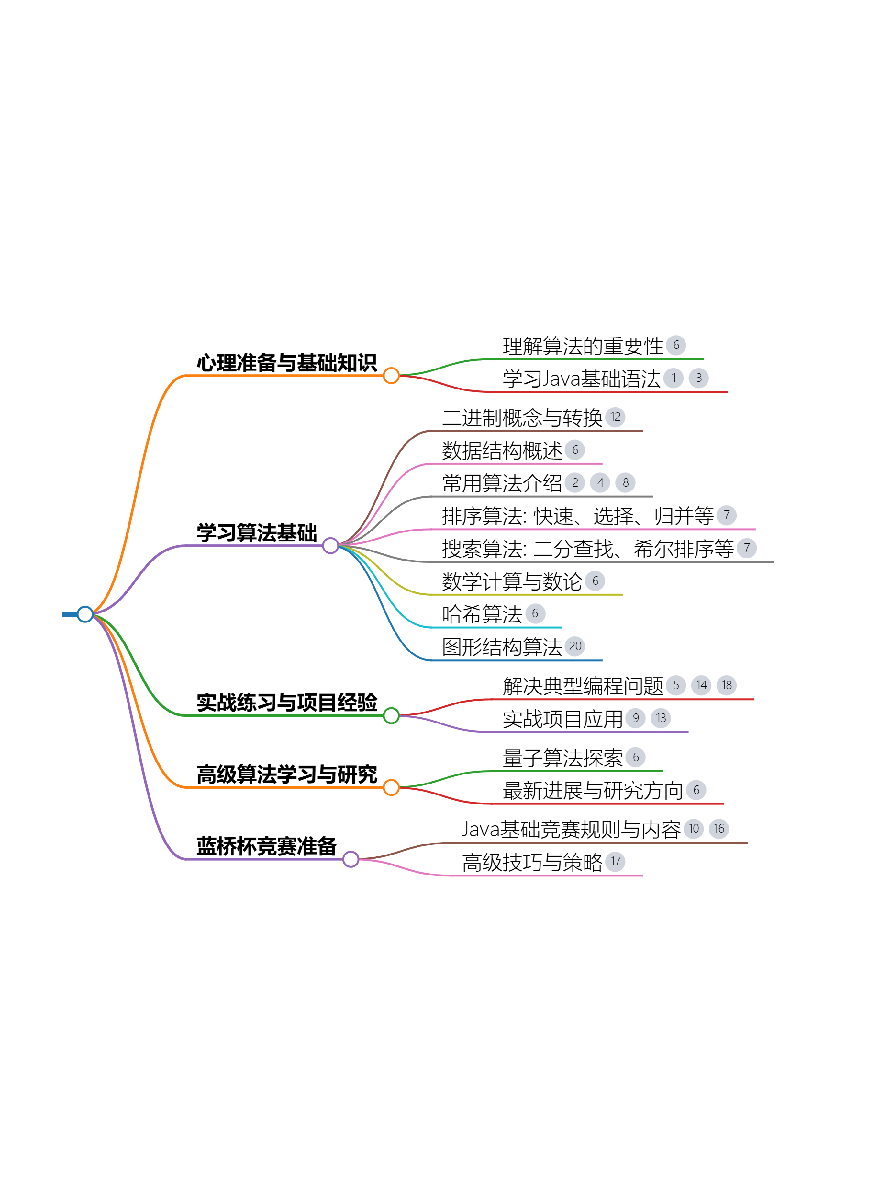 心理准备与基础知识
理解算法的重要性 6
学习Java基础语法 1 3
学习算法基础
二进制概念与转换 12
数据结构概述 6
常用算法介绍 2 4 8
排序算法: 快速、选择、归并等 7
搜索算法: 二分查找、希尔排序等 7
数学计算与数论 6
哈希算法 6
图形结构算法 20
实战练习与项目经验
解决典型编程问题 5 14 18
实战项目应用 9 13
高级算法学习与研究
量子算法探索 6
最新进展与研究方向 6
蓝桥杯竞赛准备
Java基础竞赛规则与内容 10 16
高级技巧与策略 17